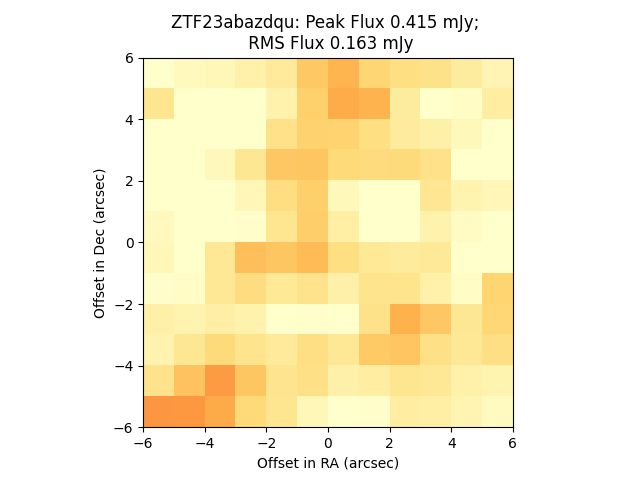 ZTF23abazdqu: Peak Flux 0.415 mJy;
RMS Flux 0.163 mJy
6
4
2
0
−2
−4
−6
Offset in Dec (arcsec)
−6 −4 −2 0 2 4 6
Offset in RA (arcsec)